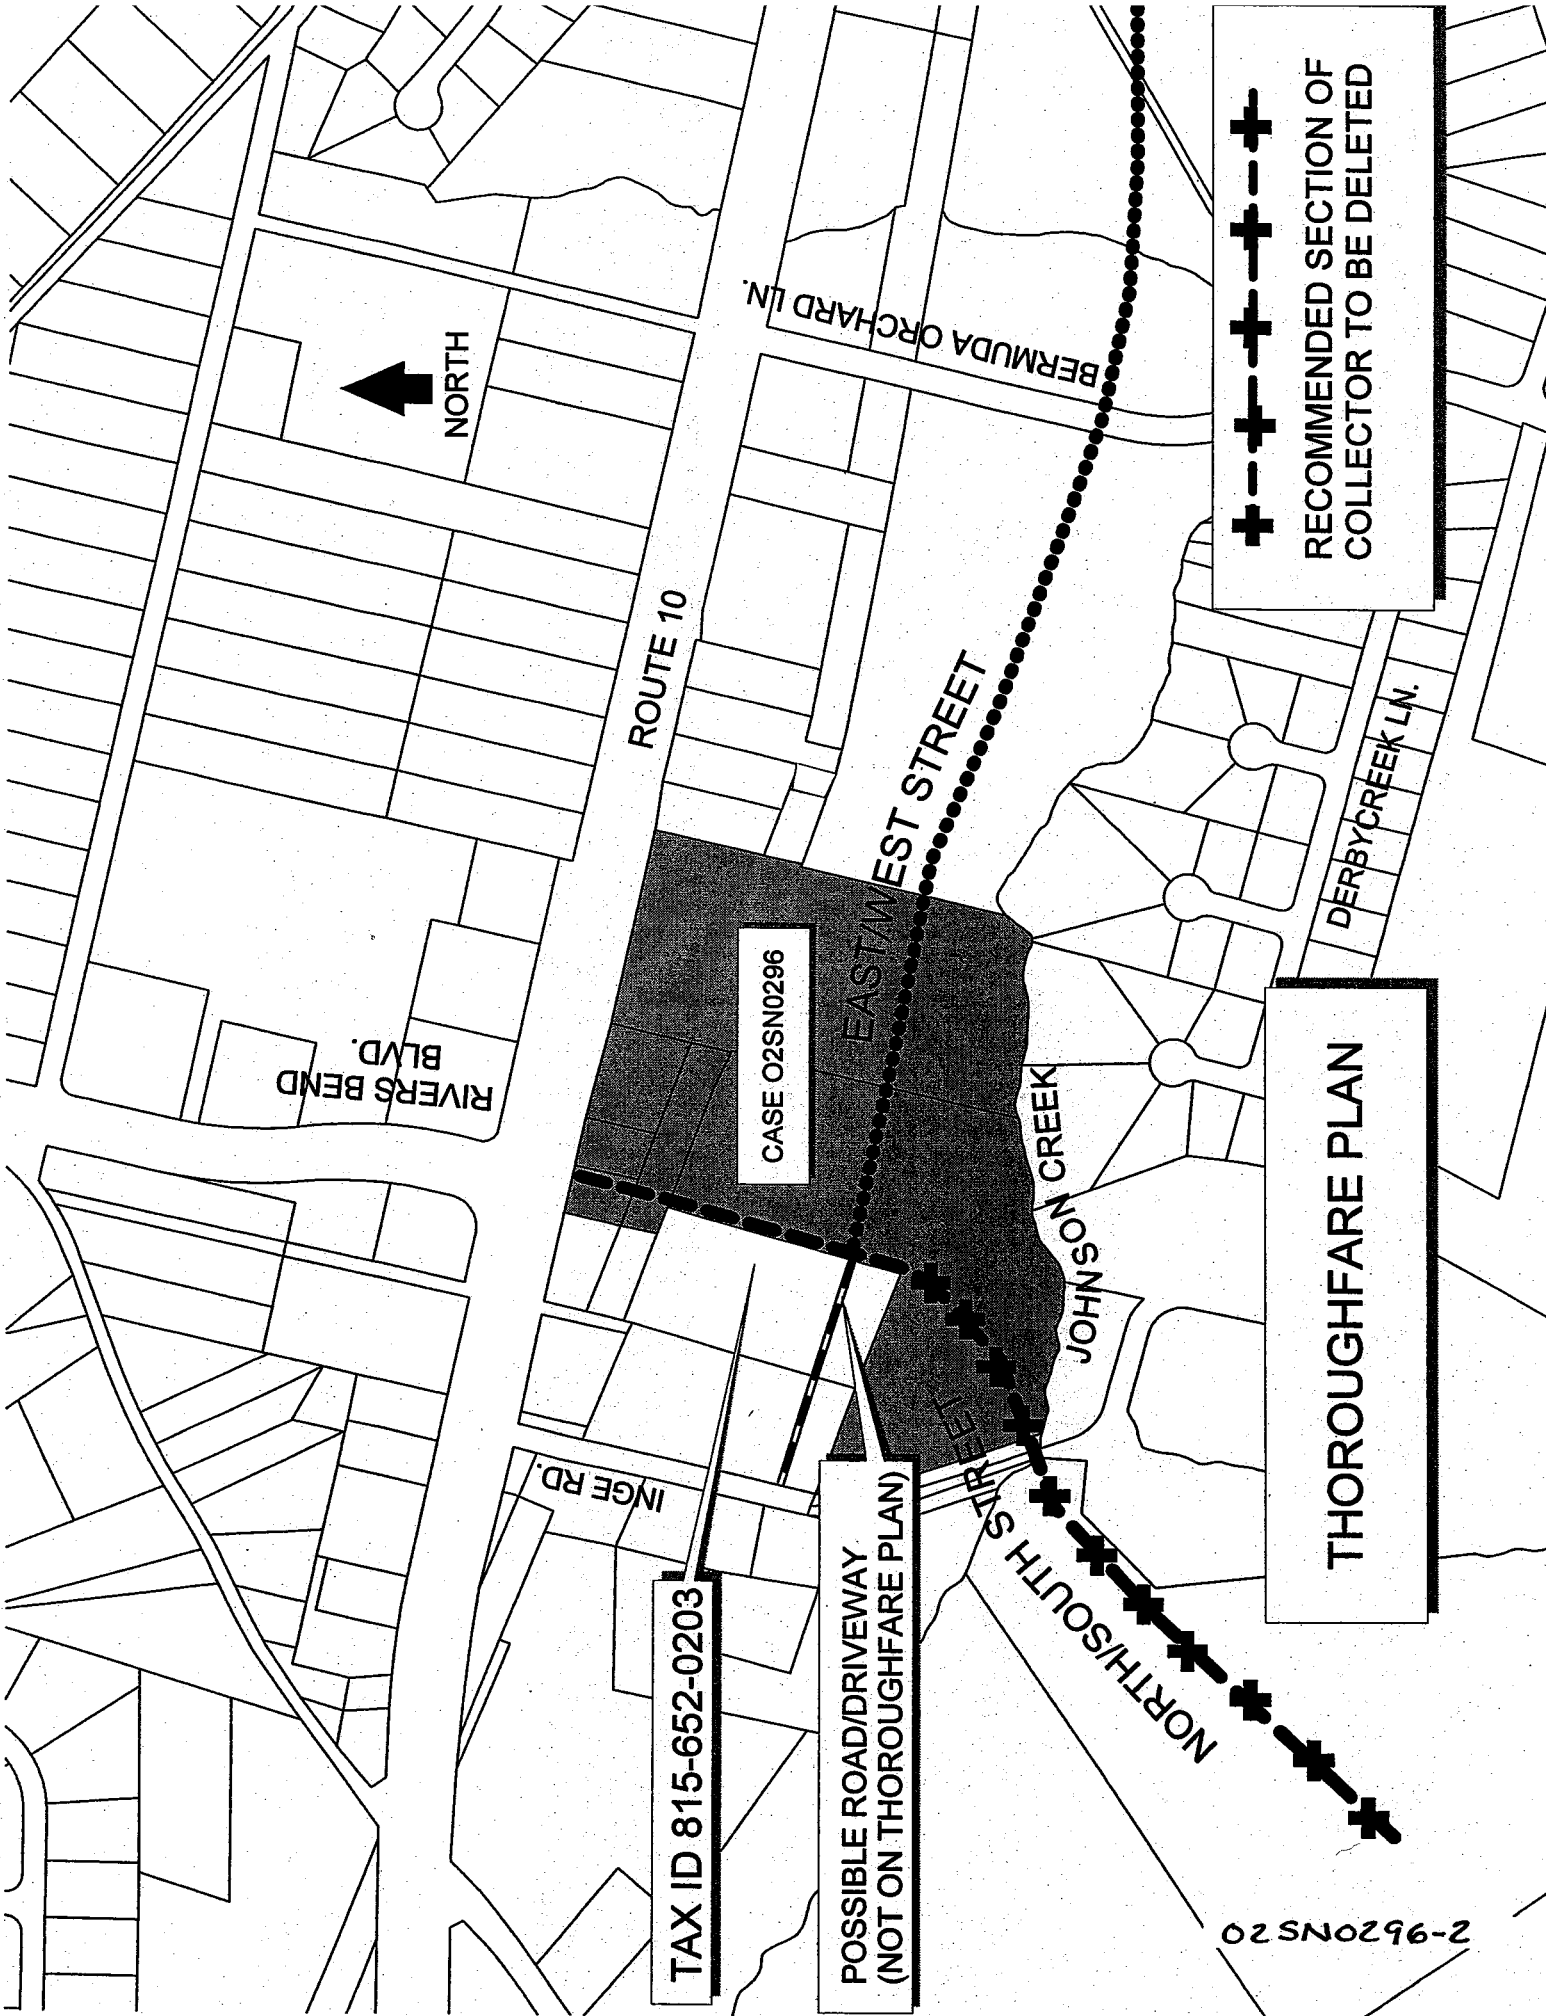 NORTH
ROUTE 10
BERMUDA ORCHARD LN.
RIVERS BEND
BLVD.
CASE O2SN0296
EAST/WEST STREET
INGE RD.
TAX ID 815-652-0203
POSSIBLE ROAD/DRIVEWAY
(NOT ON THOROUGHFARE PLAN)
NORTH/SOUTH STREET
JOHNSON CREEK
DERBYCREEK LN.
RECOMMENDED SECTION OF
COLLECTOR TO BE DELETED
THOROUGHFARE PLAN
02SN0296-2